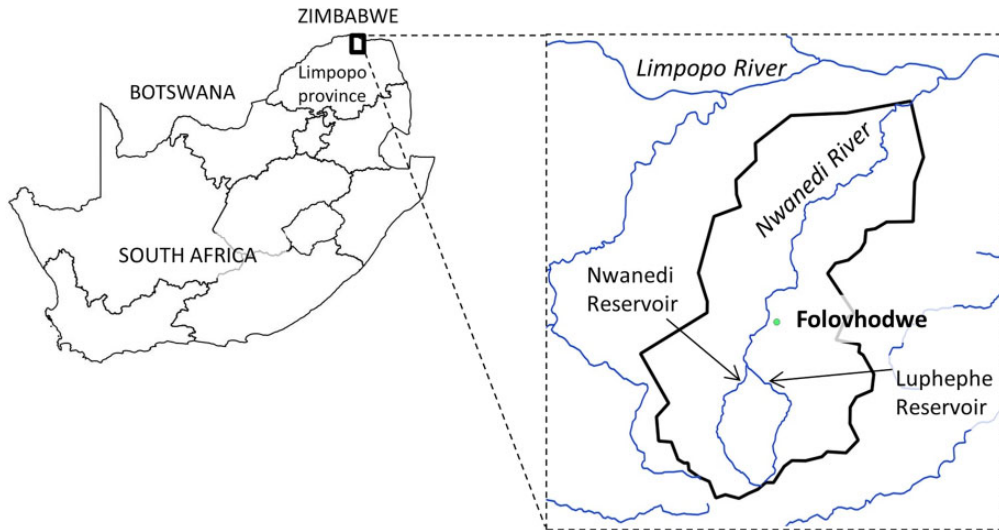 ZIMBABWE
Limpopo
province
BOTSWANA
SOUTH AFRICA
Limpopo River
Nwanedi River
Nwanedi
Reservoir
Folovhodwe
Luphephe
Reservoir